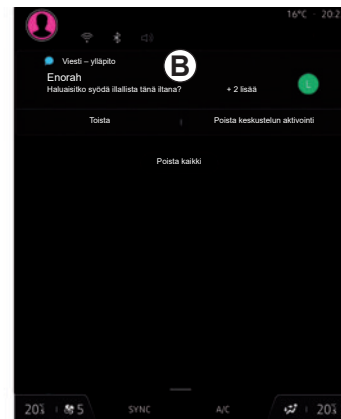 16°C 20:2
Viesti – ylläpito
B
Enorah
Haluaisitko syödä illallista tänä iltana? + 2 lisää L
Toista Poista keskustelun aktivointi
Poista kaikki
20 5 SYNC A/C 20